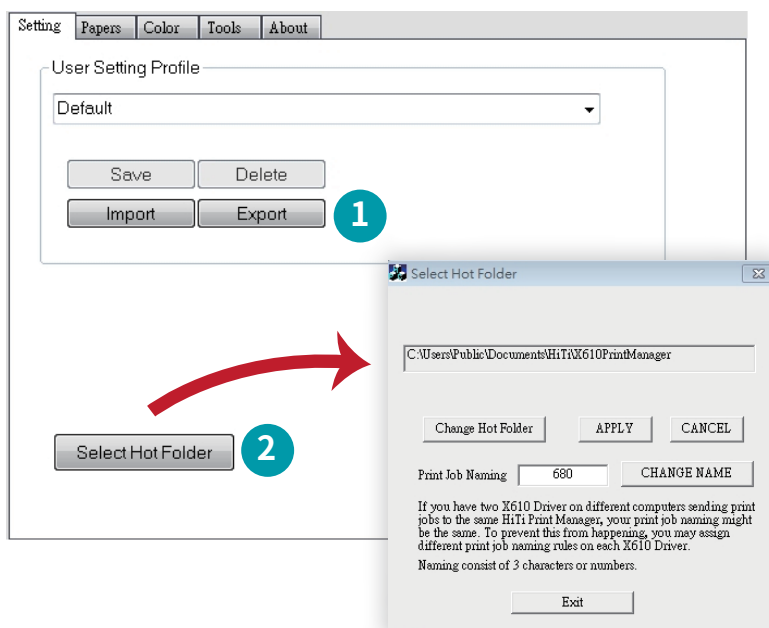 Setting Papers Color Tools About
User Setting Profile
Default
Save Delete
Import Export 1
Select Hot Folder
C:\Users\Public\Documents\HiTi\X610PrintManager
Change Hot Folder APPLY CANCEL
Select Hot Folder 2
Print Job Naming 680 CHANGE NAME
If you have two X610 Driver on different computers sending print
jobs to the same HiTi Print Manager, your print job naming might
be the same. To prevent this from happening, you may assign
different print job naming rules on each X610 Driver.
Naming consist of 3 characters or numbers.
Exit